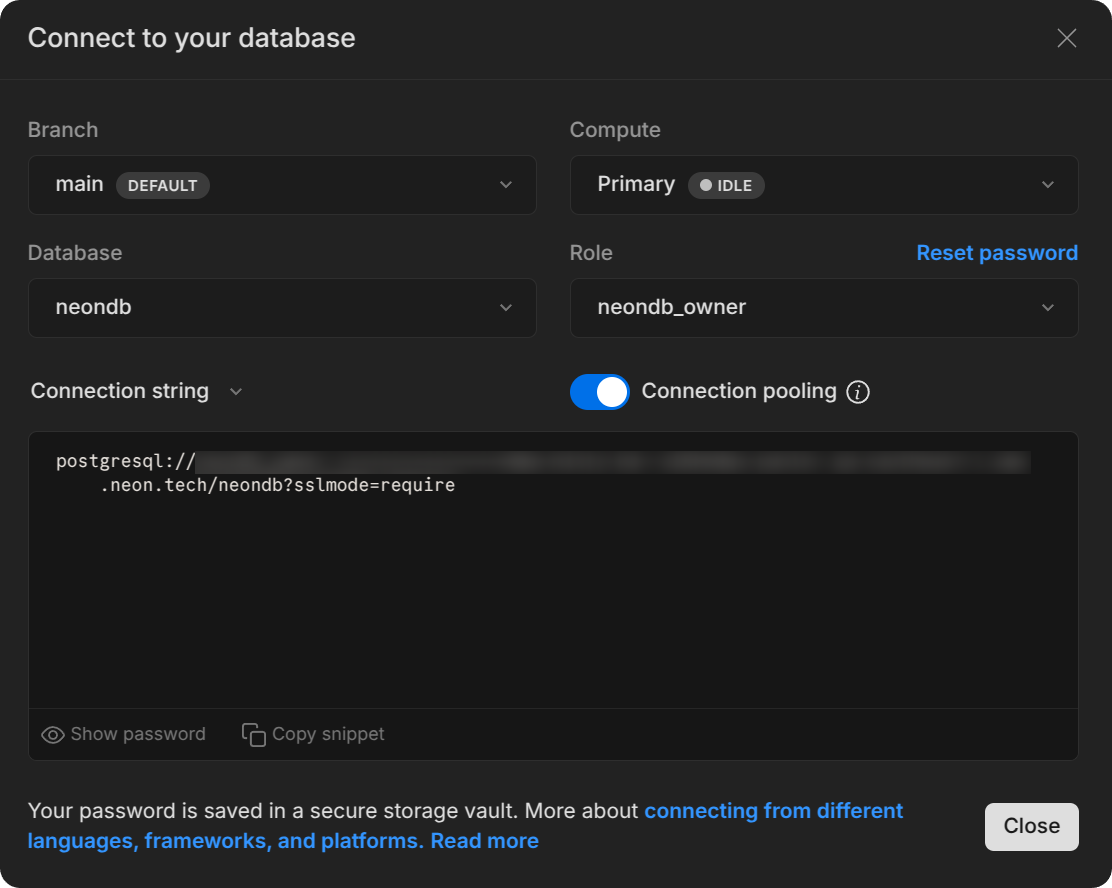 Connect to your database
Branch
Compute
main DEFAULT
Primary IDLE
Database
Role
Reset password
neondb
neondb_owner
Connection string
Connection pooling
postgresql://
.neon.tech/neondb?sslmode=require
Show password
Copy snippet
Your password is saved in a secure storage vault. More about connecting from different
languages, frameworks, and platforms. Read more
Close